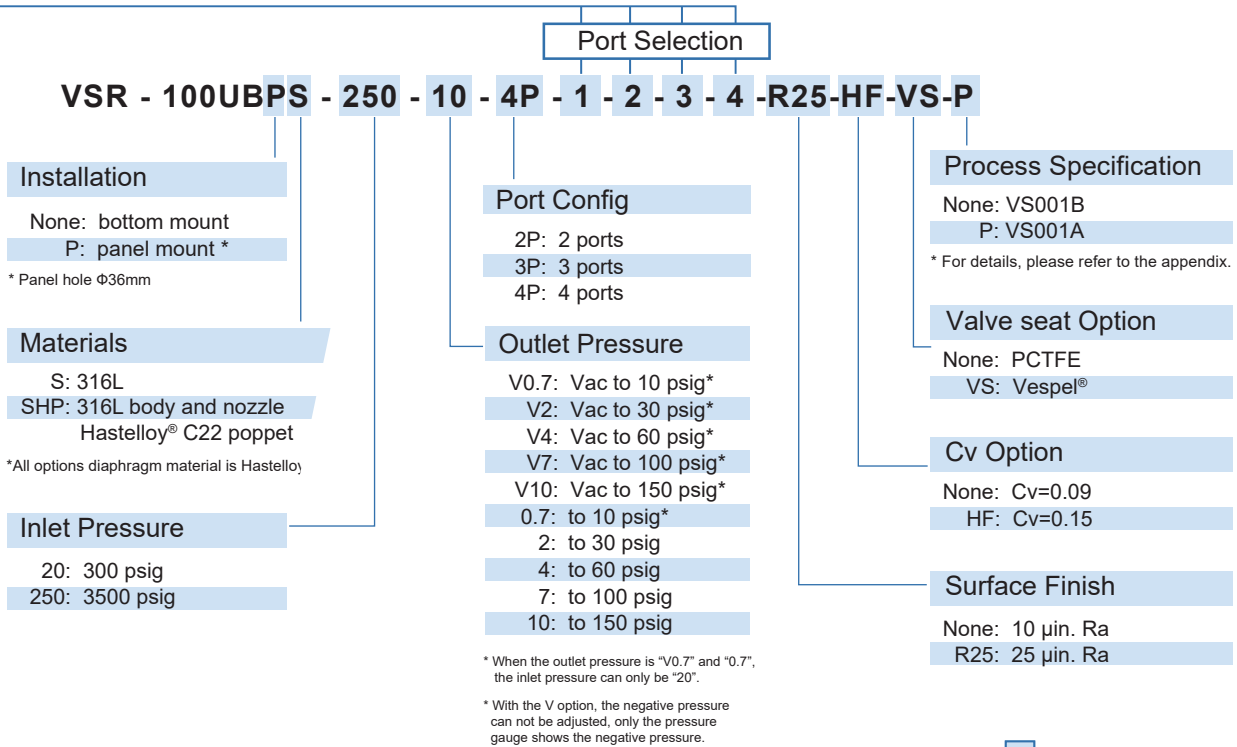 Port Selection
VSR - 100UBPS - 250 - 10 - 4P - 1 - 2 - 3 - 4 -R25-HF-VS-P
Installation
None: bottom mount
P: panel mount *
* Panel hole Φ36mm
Materials
S: 316L
SHP: 316L body and nozzle
Hastelloy® C22 poppet
*All options diaphragm material is Hastelloy
Inlet Pressure
20: 300 psig
250: 3500 psig
Port Config
2P: 2 ports
3P: 3 ports
4P: 4 ports
Outlet Pressure
V0.7: Vac to 10 psig*
V2: Vac to 30 psig*
V4: Vac to 60 psig*
V7: Vac to 100 psig*
V10: Vac to 150 psig*
0.7: to 10 psig*
2: to 30 psig
4: to 60 psig
7: to 100 psig
10: to 150 psig
* When the outlet pressure is “V0.7” and “0.7”,
the inlet pressure can only be “20”.
* With the V option, the negative pressure
can not be adjusted, only the pressure
gauge shows the negative pressure.
Process Specification
None: VS001B
P: VS001A
* For details, please refer to the appendix.
Valve seat Option
None: PCTFE
VS: Vespel®
Cv Option
None: Cv=0.09
HF: Cv=0.15
Surface Finish
None: 10 μin. Ra
R25: 25 μin. Ra